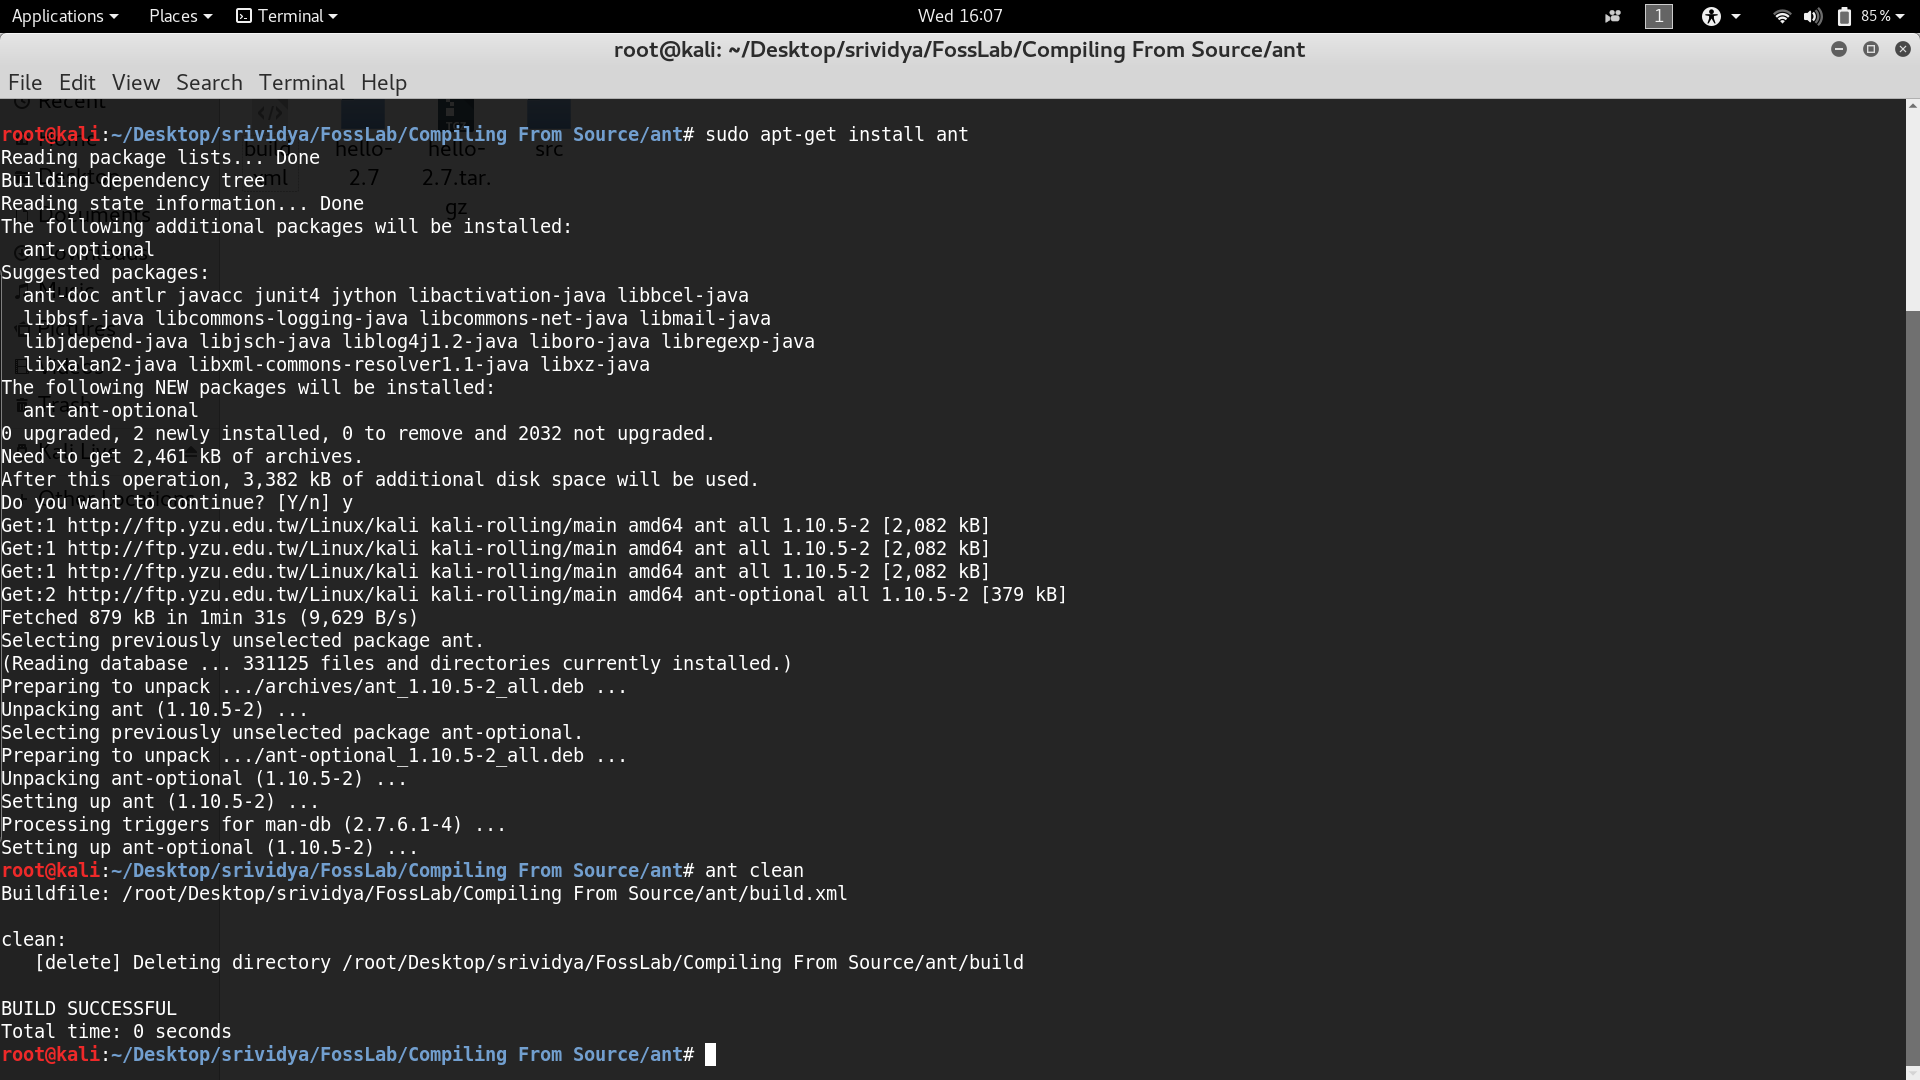 Applications Places Terminal Wed 16:07 1 85%
root@kali: ~/Desktop/srividya/FossLab/Compiling From Source/ant
File Edit View Search Terminal Help
Recent
root@kali:~/Desktop/srividya/FossLab/Compiling From Source/ant# sudo apt-get install ant
build.xml
hello-2.7
hello-2.7.tar.gz
src
Reading package lists... Done
Building dependency tree
Reading state information... Done
The following additional packages will be installed:
  ant-optional
Suggested packages:
  ant-doc antlr javacc junit4 jython libactivation-java libbcel-java
  libbsf-java libcommons-logging-java libcommons-net-java libmail-java
  libjdepend-java libjsch-java liblog4j1.2-java liboro-java libregexp-java
  libxalan2-java libxml-commons-resolver1.1-java libxz-java
The following NEW packages will be installed:
  ant ant-optional
0 upgraded, 2 newly installed, 0 to remove and 2032 not upgraded.
Need to get 2,461 kB of archives.
After this operation, 3,382 kB of additional disk space will be used.
Do you want to continue? [Y/n] y
Get:1 http://ftp.yzu.edu.tw/Linux/kali kali-rolling/main amd64 ant all 1.10.5-2 [2,082 kB]
Get:1 http://ftp.yzu.edu.tw/Linux/kali kali-rolling/main amd64 ant all 1.10.5-2 [2,082 kB]
Get:1 http://ftp.yzu.edu.tw/Linux/kali kali-rolling/main amd64 ant all 1.10.5-2 [2,082 kB]
Get:2 http://ftp.yzu.edu.tw/Linux/kali kali-rolling/main amd64 ant-optional all 1.10.5-2 [379 kB]
Fetched 879 kB in 1min 31s (9,629 B/s)
Selecting previously unselected package ant.
(Reading database ... 331125 files and directories currently installed.)
Preparing to unpack .../archives/ant_1.10.5-2_all.deb ...
Unpacking ant (1.10.5-2) ...
Selecting previously unselected package ant-optional.
Preparing to unpack .../ant-optional_1.10.5-2_all.deb ...
Unpacking ant-optional (1.10.5-2) ...
Setting up ant (1.10.5-2) ...
Processing triggers for man-db (2.7.6.1-4) ...
Setting up ant-optional (1.10.5-2) ...
root@kali:~/Desktop/srividya/FossLab/Compiling From Source/ant# ant clean
Buildfile: /root/Desktop/srividya/FossLab/Compiling From Source/ant/build.xml
clean:
   [delete] Deleting directory /root/Desktop/srividya/FossLab/Compiling From Source/ant/build
BUILD SUCCESSFUL
Total time: 0 seconds
root@kali:~/Desktop/srividya/FossLab/Compiling From Source/ant#